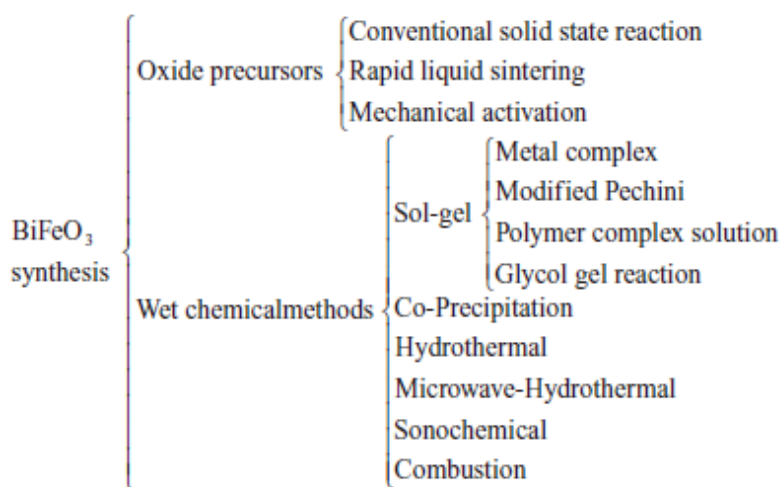 BiFeO₃
synthesis
Oxide precursors
Conventional solid state reaction
Rapid liquid sintering
Mechanical activation
Wet chemicalmethods
Sol-gel
Metal complex
Modified Pechini
Polymer complex solution
Glycol gel reaction
Co-Precipitation
Hydrothermal
Microwave-Hydrothermal
Sonochemical
Combustion